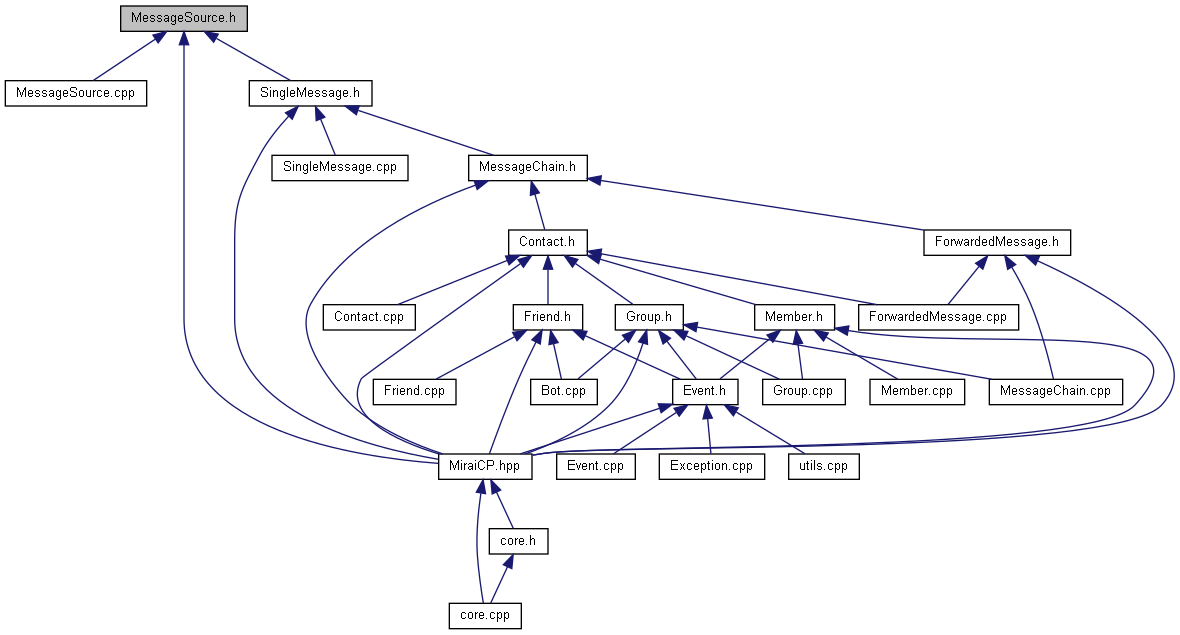 MessageSource.h
MessageSource.cpp
SingleMessage.h
SingleMessage.cpp
MessageChain.h
Contact.h
ForwardedMessage.h
Contact.cpp
Friend.h
Group.h
Member.h
ForwardedMessage.cpp
Friend.cpp
Bot.cpp
Event.h
Group.cpp
Member.cpp
MessageChain.cpp
MiraiCP.hpp
Event.cpp
Exception.cpp
utils.cpp
core.h
core.cpp